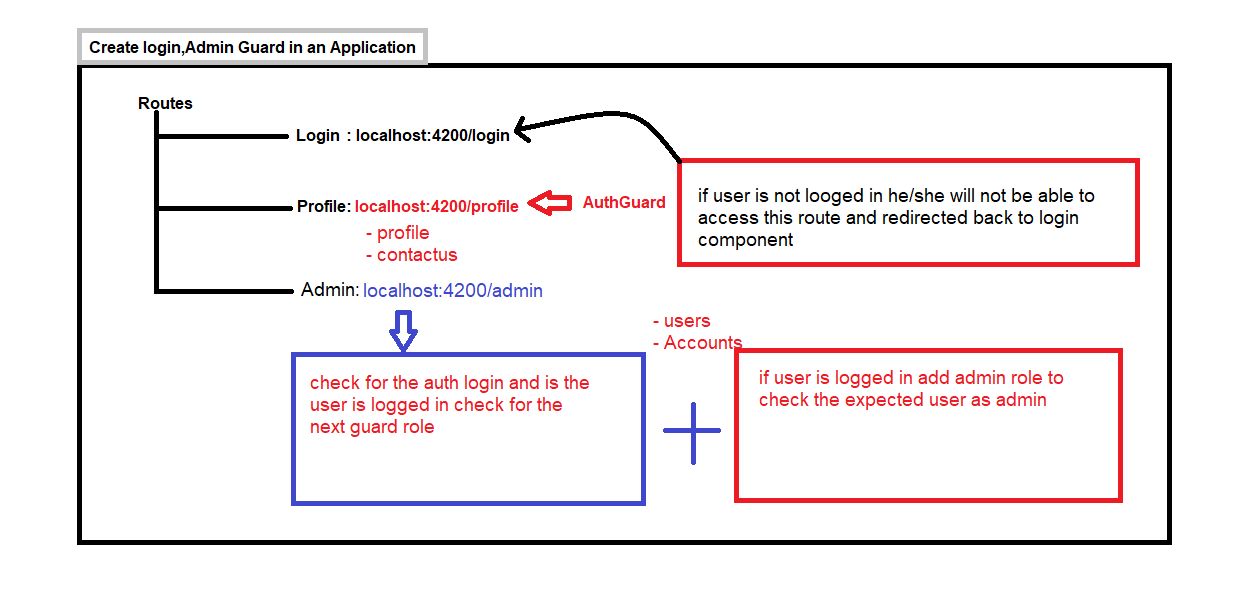 Create login,Admin Guard in an Application
Routes
Login : localhost:4200/login
Profile: localhost:4200/profile
AuthGuard
- profile
- contactus
if user is not looged in he/she will not be able to
access this route and redirected back to login
component
Admin: localhost:4200/admin
- users
- Accounts
check for the auth login and is the
user is logged in check for the
next guard role
if user is logged in add admin role to
check the expected user as admin